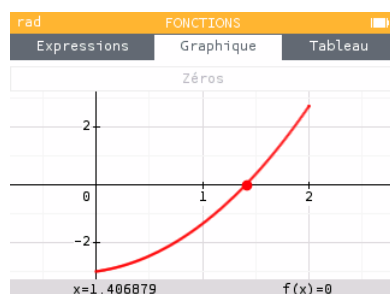 rad FONCTIONS
Expressions Graphique Tableau
Zéros
2
0 1 2
-2
x=1.406879 f(x)=0